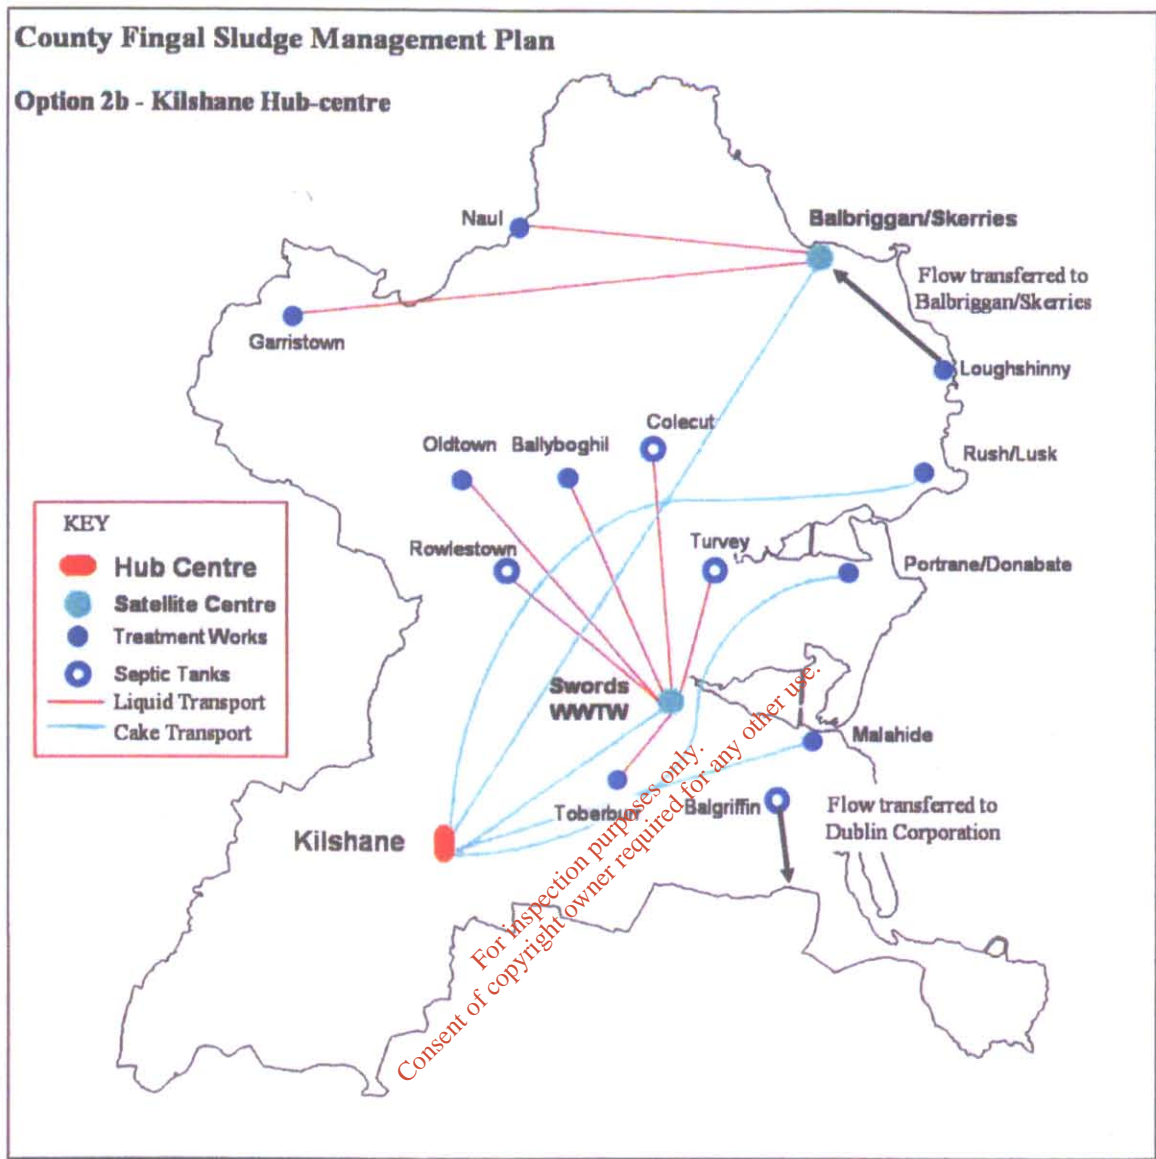 County Fingal Sludge Management Plan
Option 2b - Kilshane Hub-centre
Naul
Balbriggan/Skerries
Flow transferred to
Balbriggan/Skerries
Garristown
Loughshinny
Colecut
Oldtown
Ballyboghil
Rush/Lusk
KEY
Hub Centre
Satellite Centre
Treatment Works
Septic Tanks
Liquid Transport
Cake Transport
Rowlestown
Turvey
Portrane/Donabate
Swords
WWTW
Malahide
Toberburr
Balgriffin
Flow transferred to
Dublin Corporation
Kilshane
For inspection purposes only.
Consent of copyright owner required for any other use.